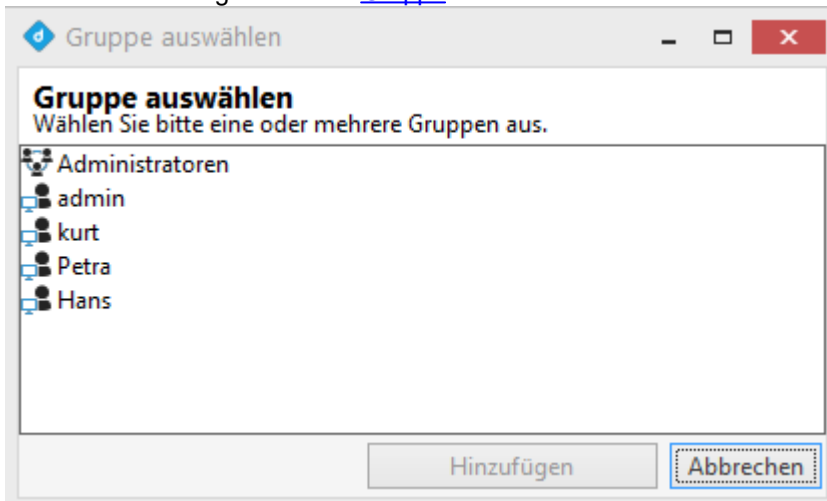 Gruppe auswählen
Gruppe auswählen
Wählen Sie bitte eine oder mehrere Gruppen aus.
Administratoren
admin
kurt
Petra
Hans
Hinzufügen
Abbrechen